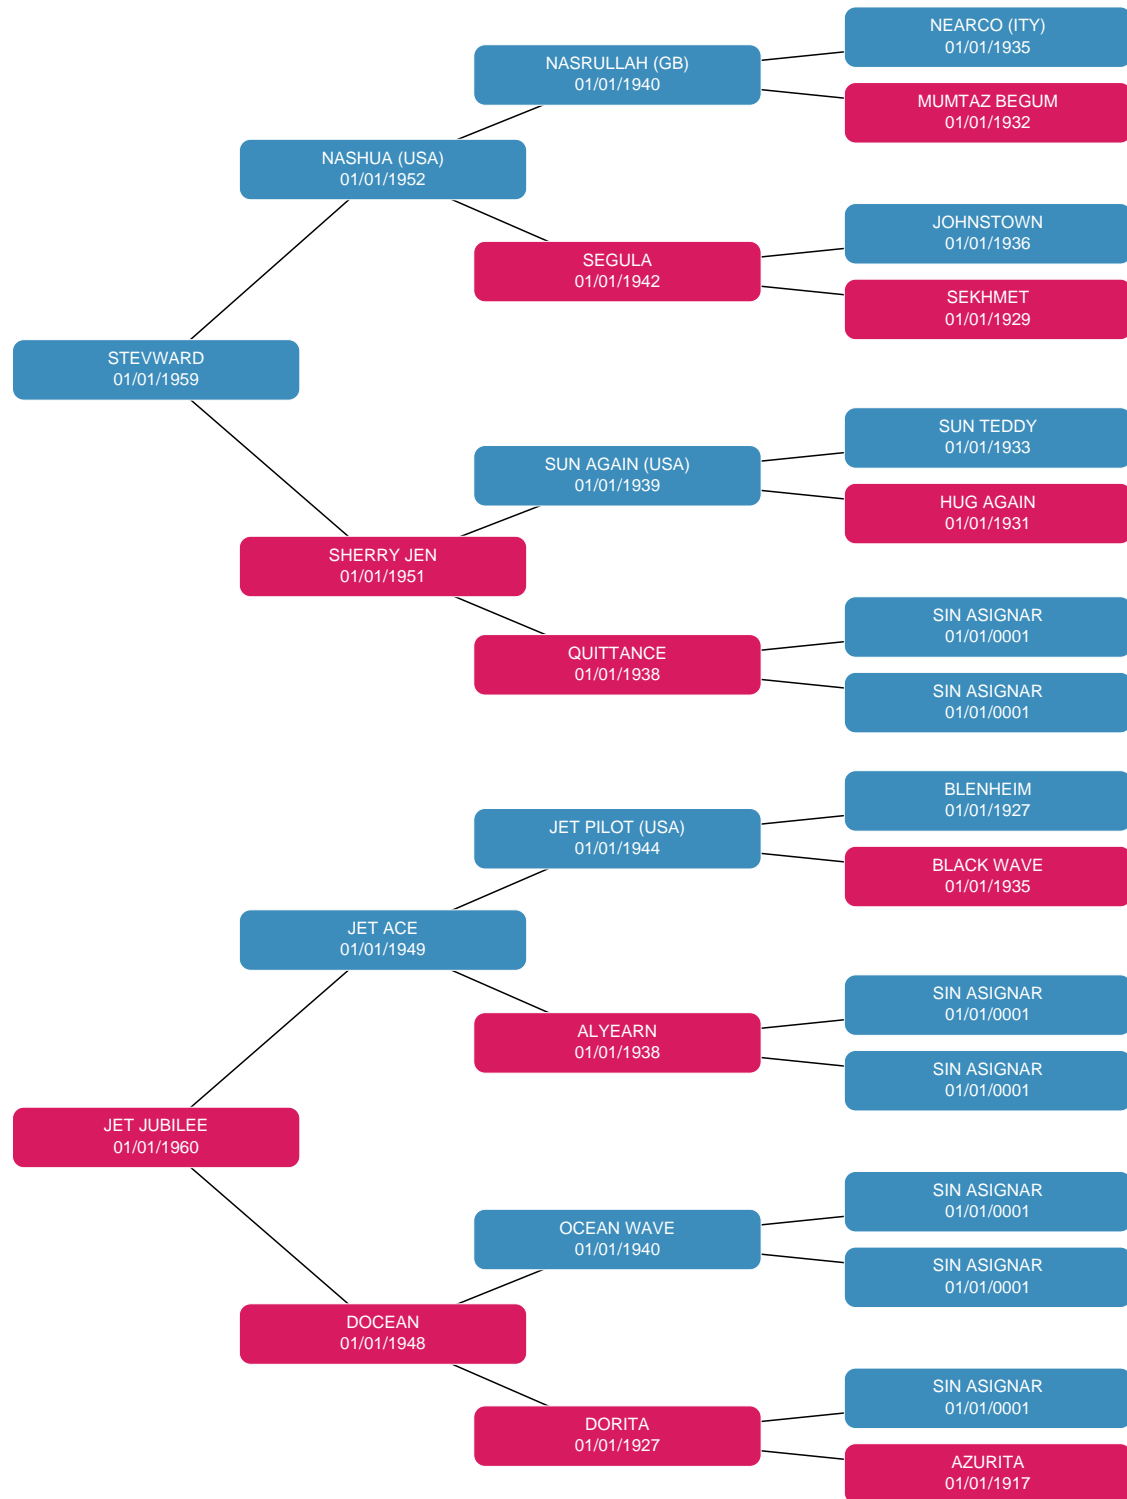 NEARCO (ITY)
01/01/1935
NASRULLAH (GB)
01/01/1940
MUMTAZ BEGUM
01/01/1932
NASHUA (USA)
01/01/1952
JOHNSTOWN
01/01/1936
SEGULA
01/01/1942
SEKHMET
01/01/1929
STEVWARD
01/01/1959
SUN TEDDY
01/01/1933
SUN AGAIN (USA)
01/01/1939
HUG AGAIN
01/01/1931
SHERRY JEN
01/01/1951
SIN ASIGNAR
01/01/0001
QUITTANCE
01/01/1938
SIN ASIGNAR
01/01/0001
BLENHEIM
01/01/1927
JET PILOT (USA)
01/01/1944
BLACK WAVE
01/01/1935
JET ACE
01/01/1949
SIN ASIGNAR
01/01/0001
ALYEARN
01/01/1938
SIN ASIGNAR
01/01/0001
JET JUBILEE
01/01/1960
SIN ASIGNAR
01/01/0001
OCEAN WAVE
01/01/1940
SIN ASIGNAR
01/01/0001
DOCEAN
01/01/1948
SIN ASIGNAR
01/01/0001
DORITA
01/01/1927
AZURITA
01/01/1917